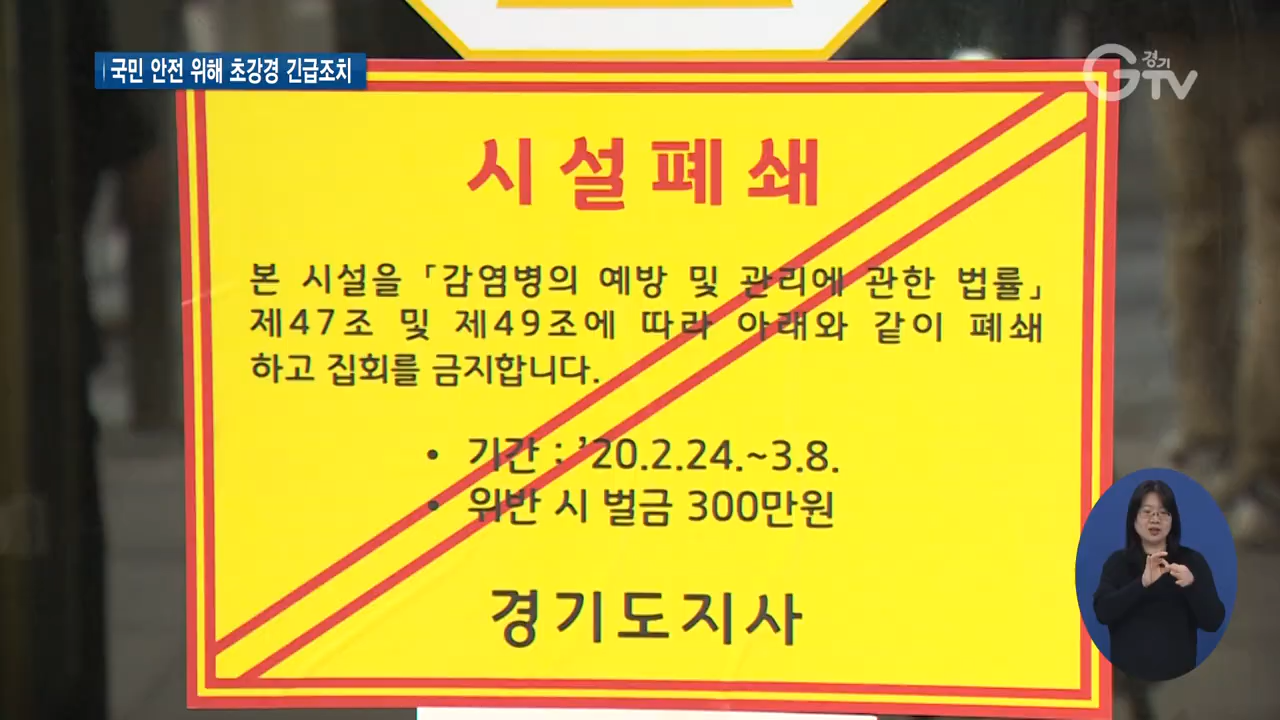 국민 안전 위해 초강경 긴급조치
경기
GTV
시설폐쇄
본 시설을 「감염병의 예방 및 관리에 관한 법률」
제47조 및 제49조에 따라 아래와 같이 폐쇄
하고 집회를 금지합니다.
• 기간 : ’20.2.24.~3.8.
• 위반 시 벌금 300만원
경기도지사